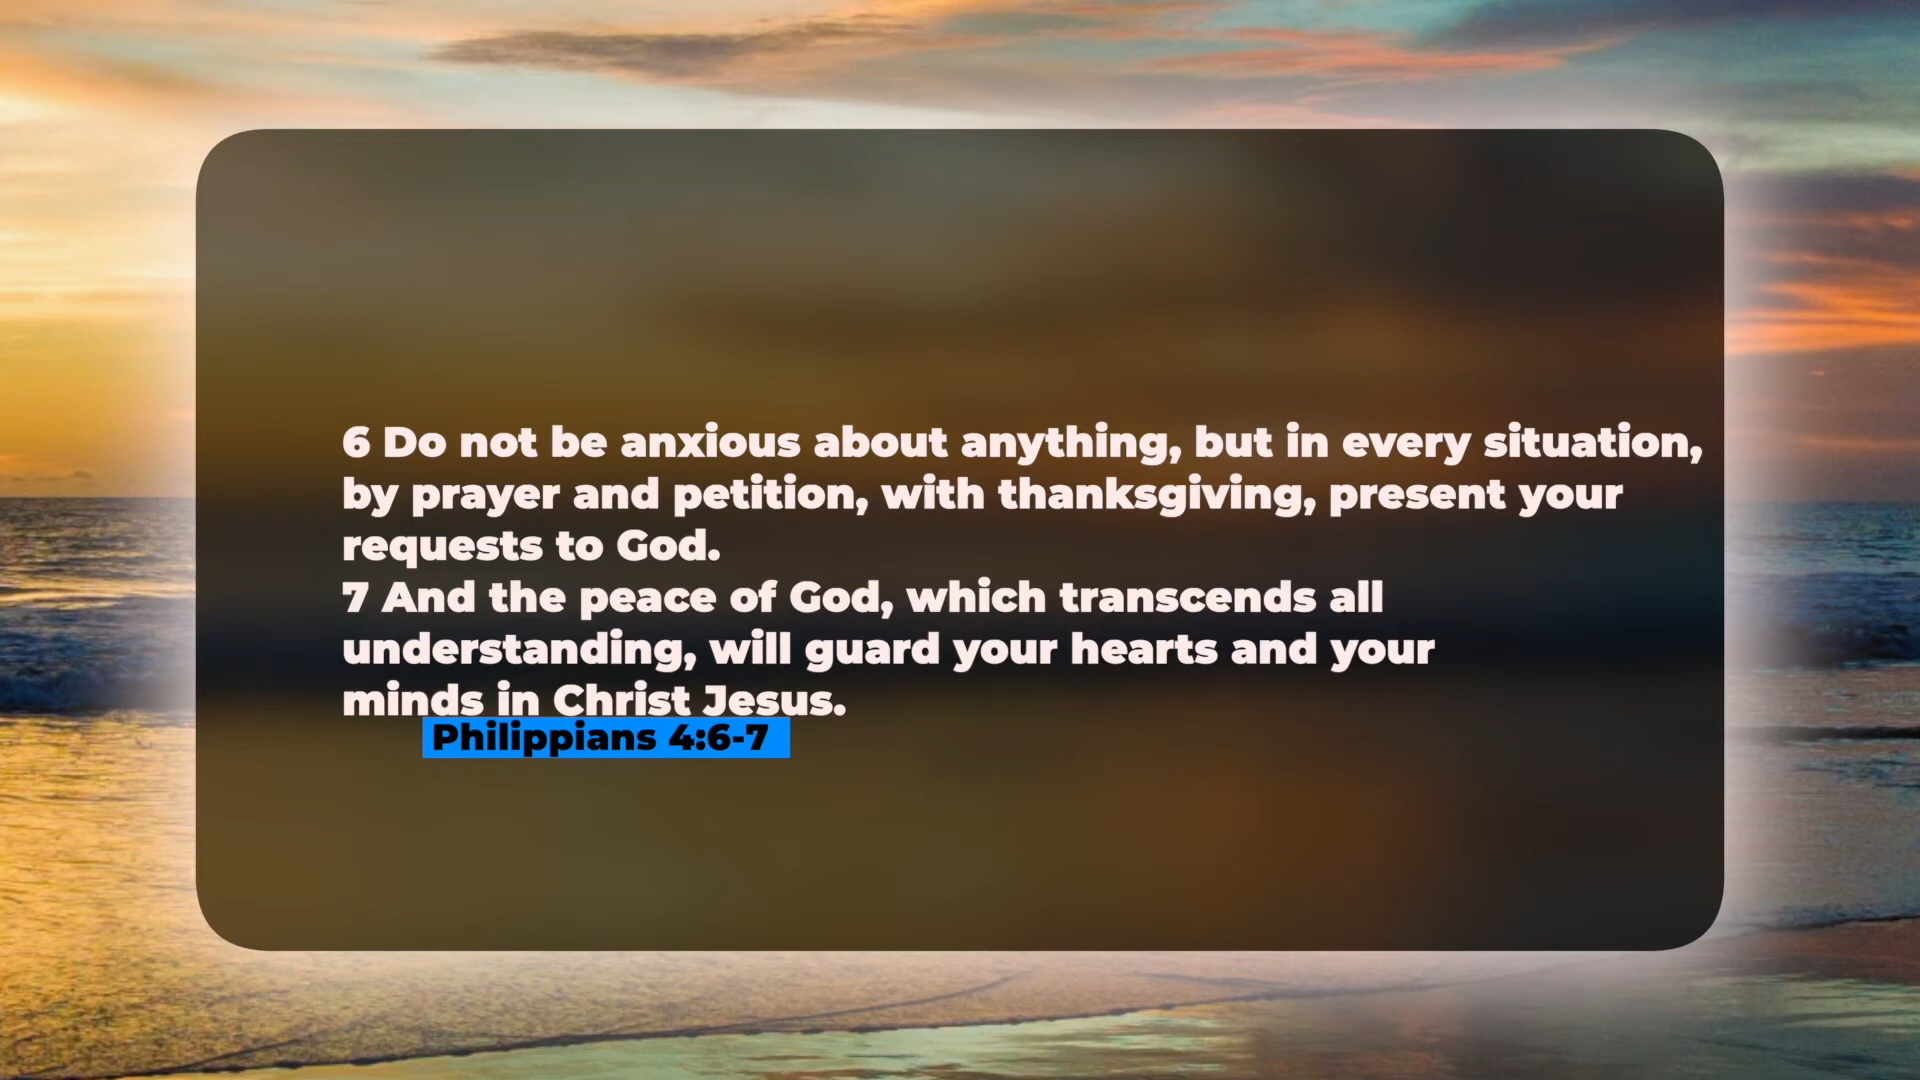 6 Do not be anxious about anything, but in every situation,
by prayer and petition, with thanksgiving, present your
requests to God.
7 And the peace of God, which transcends all
understanding, will guard your hearts and your
minds in Christ Jesus.
Philippians 4:6-7